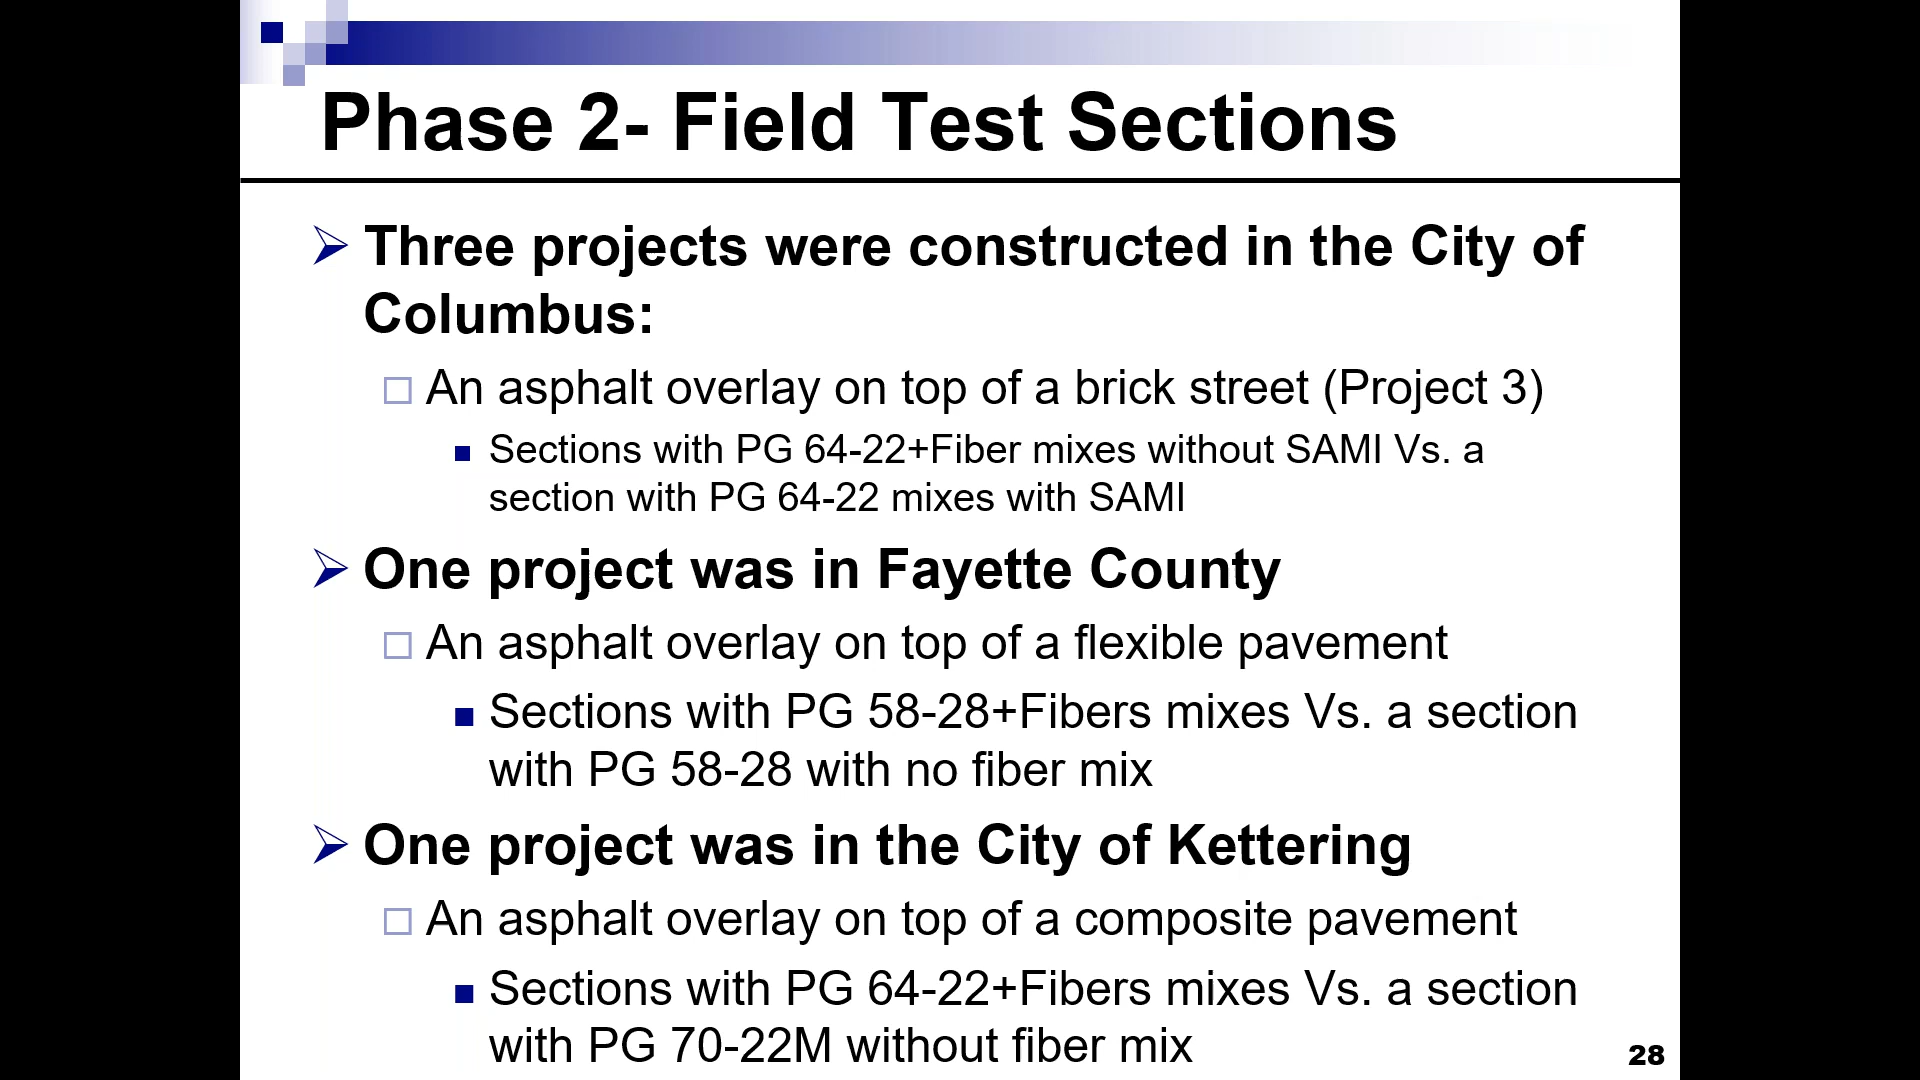 Phase 2- Field Test Sections
Three projects were constructed in the City of
Columbus:
An asphalt overlay on top of a brick street (Project 3)
Sections with PG 64-22+Fiber mixes without SAMI Vs. a
section with PG 64-22 mixes with SAMI
One project was in Fayette County
An asphalt overlay on top of a flexible pavement
Sections with PG 58-28+Fibers mixes Vs. a section
with PG 58-28 with no fiber mix
One project was in the City of Kettering
An asphalt overlay on top of a composite pavement
Sections with PG 64-22+Fibers mixes Vs. a section
with PG 70-22M without fiber mix
28